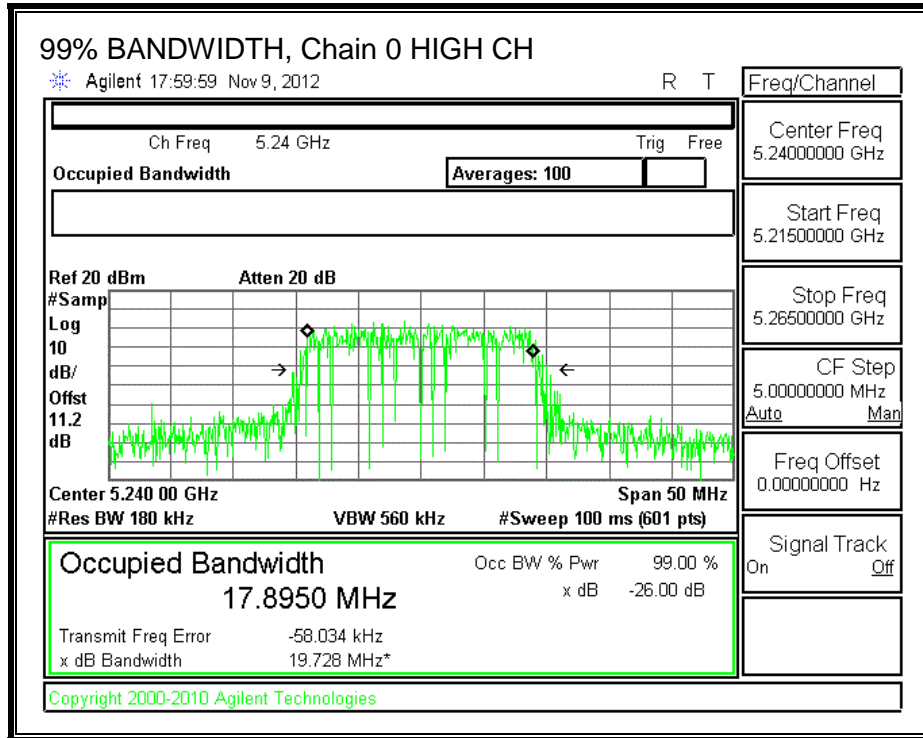 99% BANDWIDTH, Chain 0 HIGH CH
Agilent 17:59:59 Nov 9, 2012 R T
Freq/Channel
Ch Freq 5.24 GHz Trig Free
Occupied Bandwidth Averages: 100
Center Freq
5.24000000 GHz
Start Freq
5.21500000 GHz
Stop Freq
5.26500000 GHz
CF Step
5.00000000 MHz
Auto Man
Freq Offset
0.00000000 Hz
Signal Track
On Off
Ref 20 dBm Atten 20 dB
#Samp
Log
10
dB/
Offst
11.2
dB
Center 5.240 00 GHz Span 50 MHz
#Res BW 180 kHz VBW 560 kHz #Sweep 100 ms (601 pts)
Occupied Bandwidth Occ BW % Pwr 99.00 %
17.8950 MHz x dB -26.00 dB
Transmit Freq Error -58.034 kHz
x dB Bandwidth 19.728 MHz*
Copyright 2000-2010 Agilent Technologies